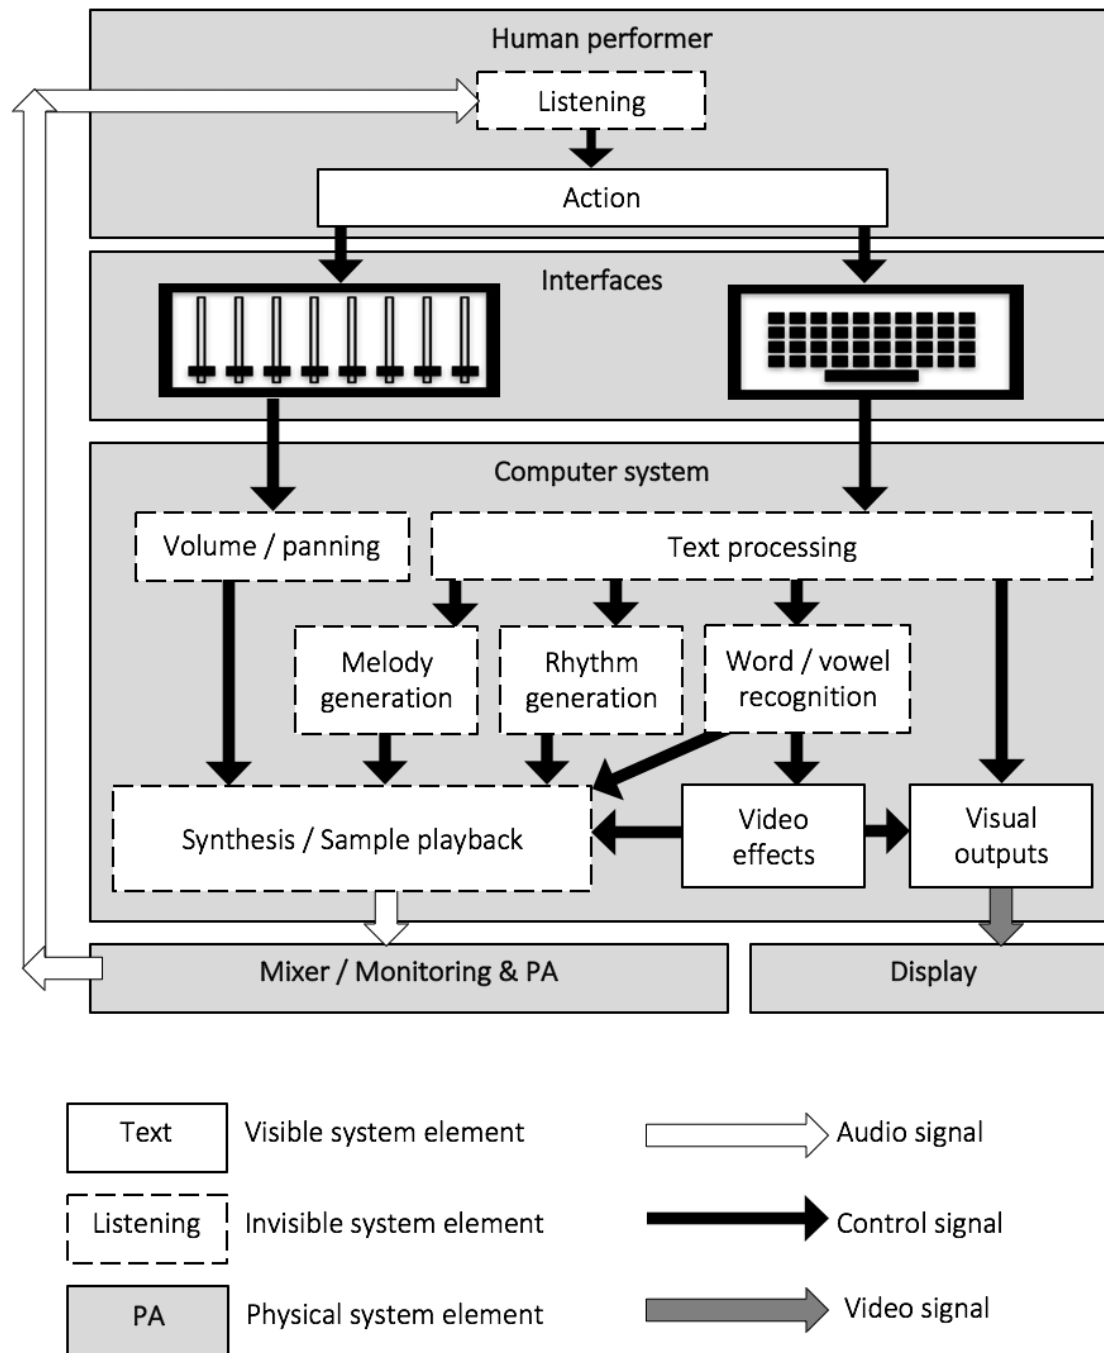 Human performer
Listening
Action
Interfaces
Computer system
Volume / panning
Text processing
Melody
generation
Rhythm
generation
Word / vowel
recognition
Synthesis / Sample playback
Video
effects
Visual
outputs
Mixer / Monitoring & PA
Display
Text
Visible system element
Audio signal
Listening
Invisible system element
Control signal
PA
Physical system element
Video signal